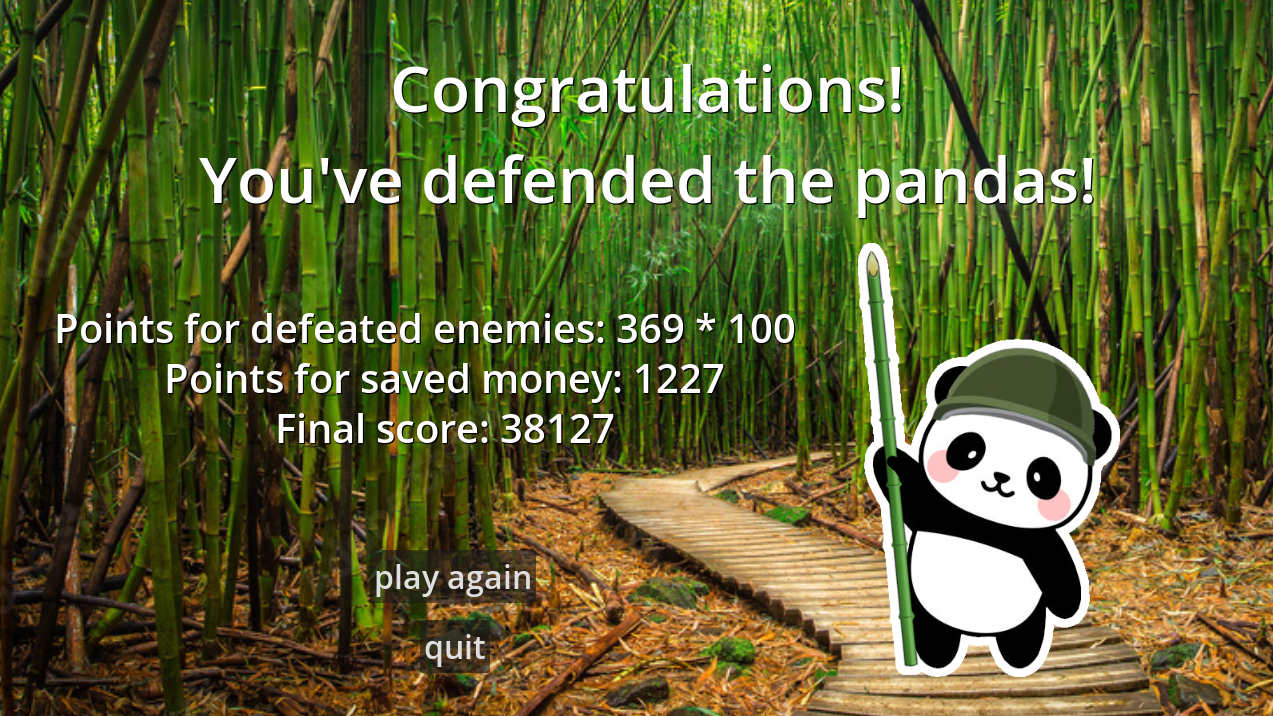 Congratulations!
You've defended the pandas!
Points for defeated enemies: 369 * 100
Points for saved money: 1227
Final score: 38127
play again
quit